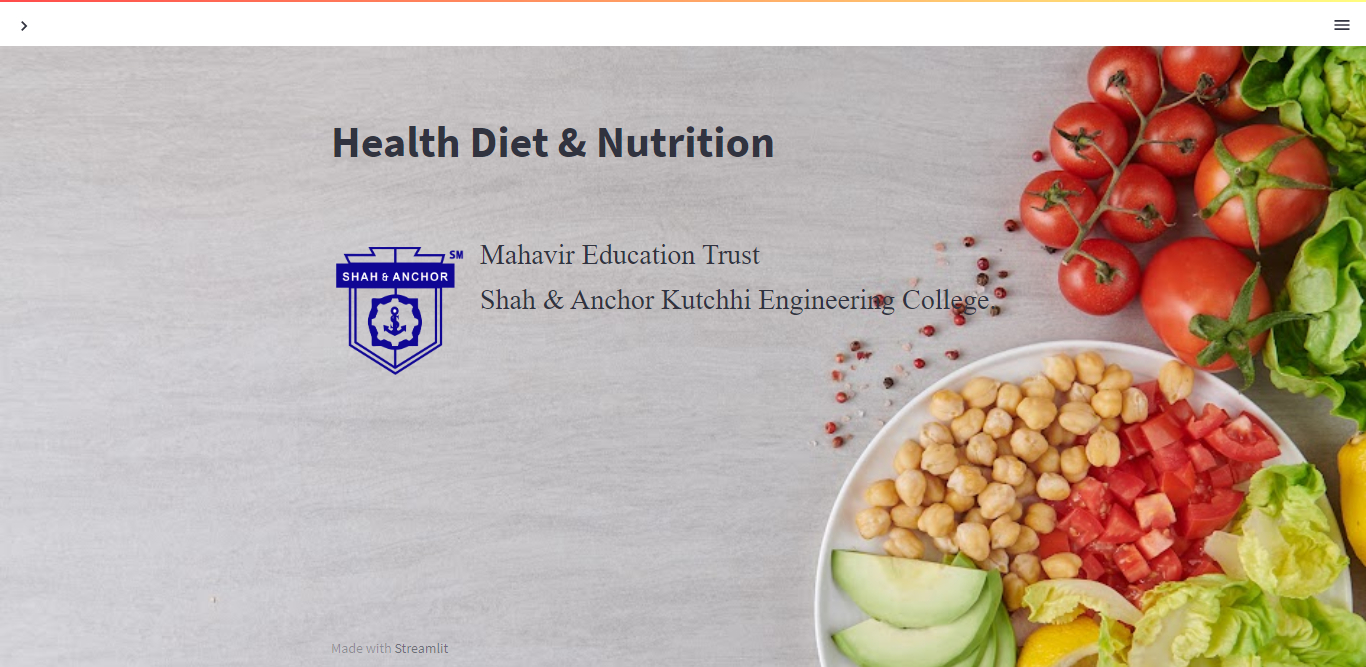 Health Diet & Nutrition
SM
SHAH & ANCHOR
Mahavir Education Trust
Shah & Anchor Kutchhi Engineering College
Made with Streamlit